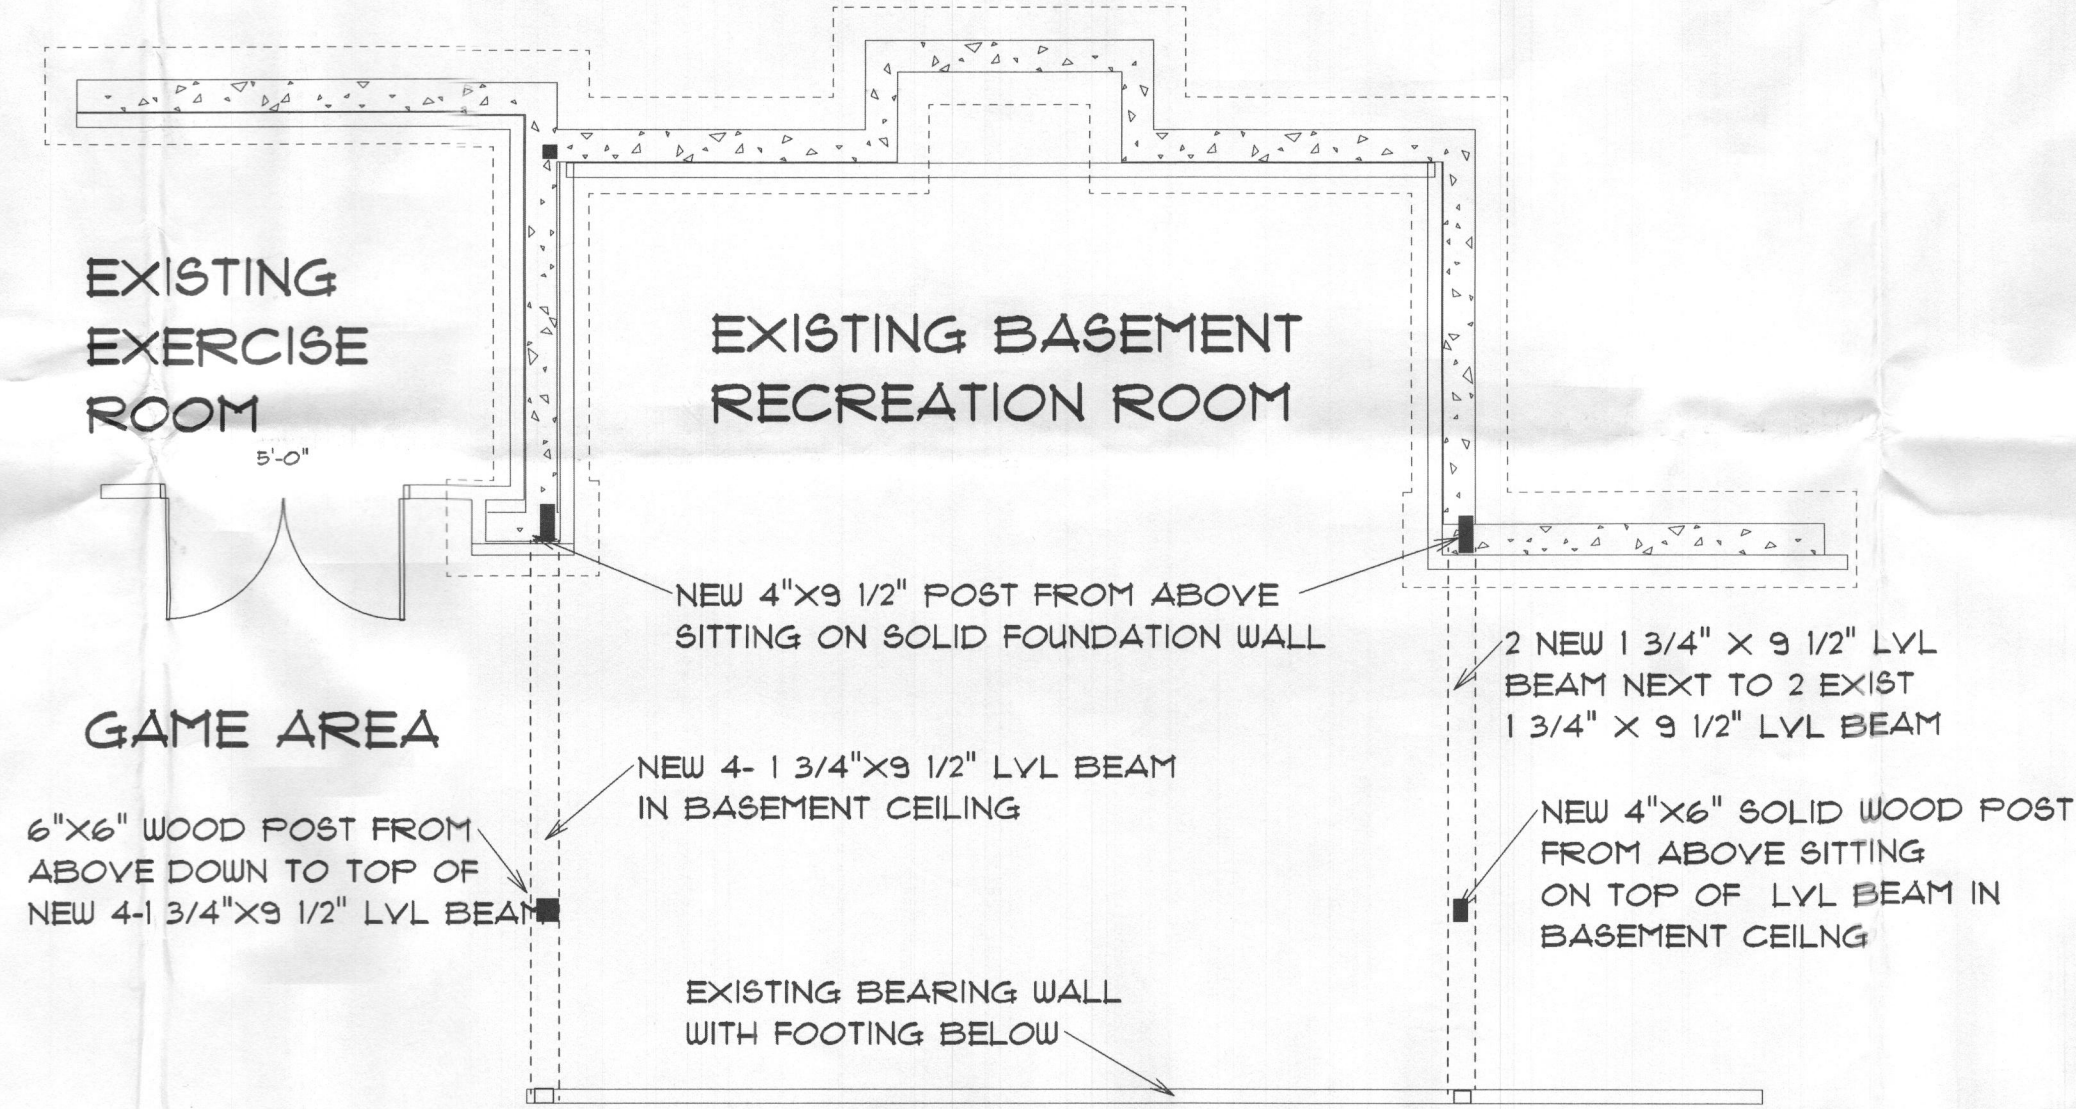 EXISTING
EXERCISE
ROOM
5'-0"
EXISTING BASEMENT
RECREATION ROOM
NEW 4"X9 1/2" POST FROM ABOVE
SITTING ON SOLID FOUNDATION WALL
2 NEW 1 3/4" X 9 1/2" LVL
BEAM NEXT TO 2 EXIST
1 3/4" X 9 1/2" LVL BEAM
GAME AREA
NEW 4- 1 3/4"X9 1/2" LVL BEAM
IN BASEMENT CEILING
6"X6" WOOD POST FROM
ABOVE DOWN TO TOP OF
NEW 4-1 3/4"X9 1/2" LVL BEAM
NEW 4"X6" SOLID WOOD POST
FROM ABOVE SITTING
ON TOP OF LVL BEAM IN
BASEMENT CEILNG
EXISTING BEARING WALL
WITH FOOTING BELOW